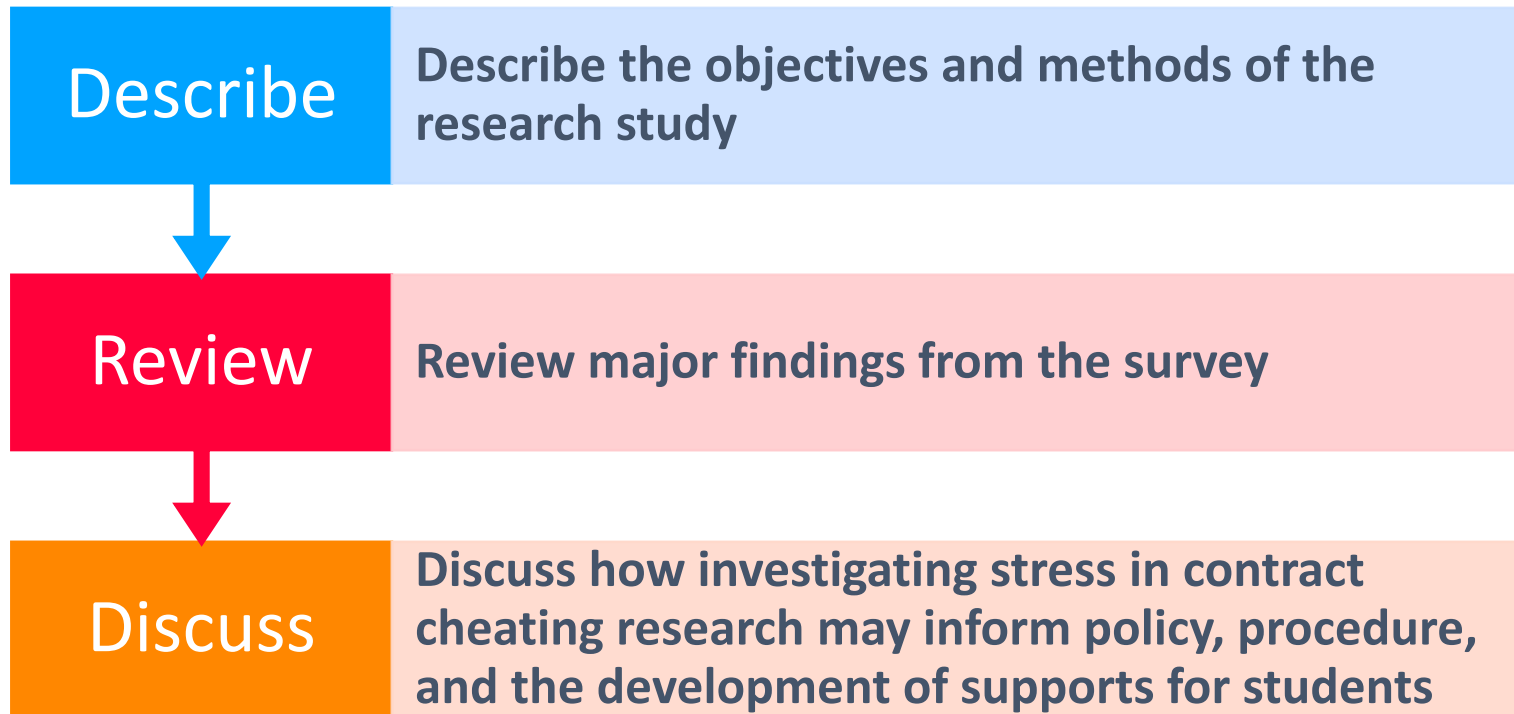 Describe
Describe the objectives and methods of the
research study
Review
Review major findings from the survey
Discuss
Discuss how investigating stress in contract
cheating research may inform policy, procedure,
and the development of supports for students